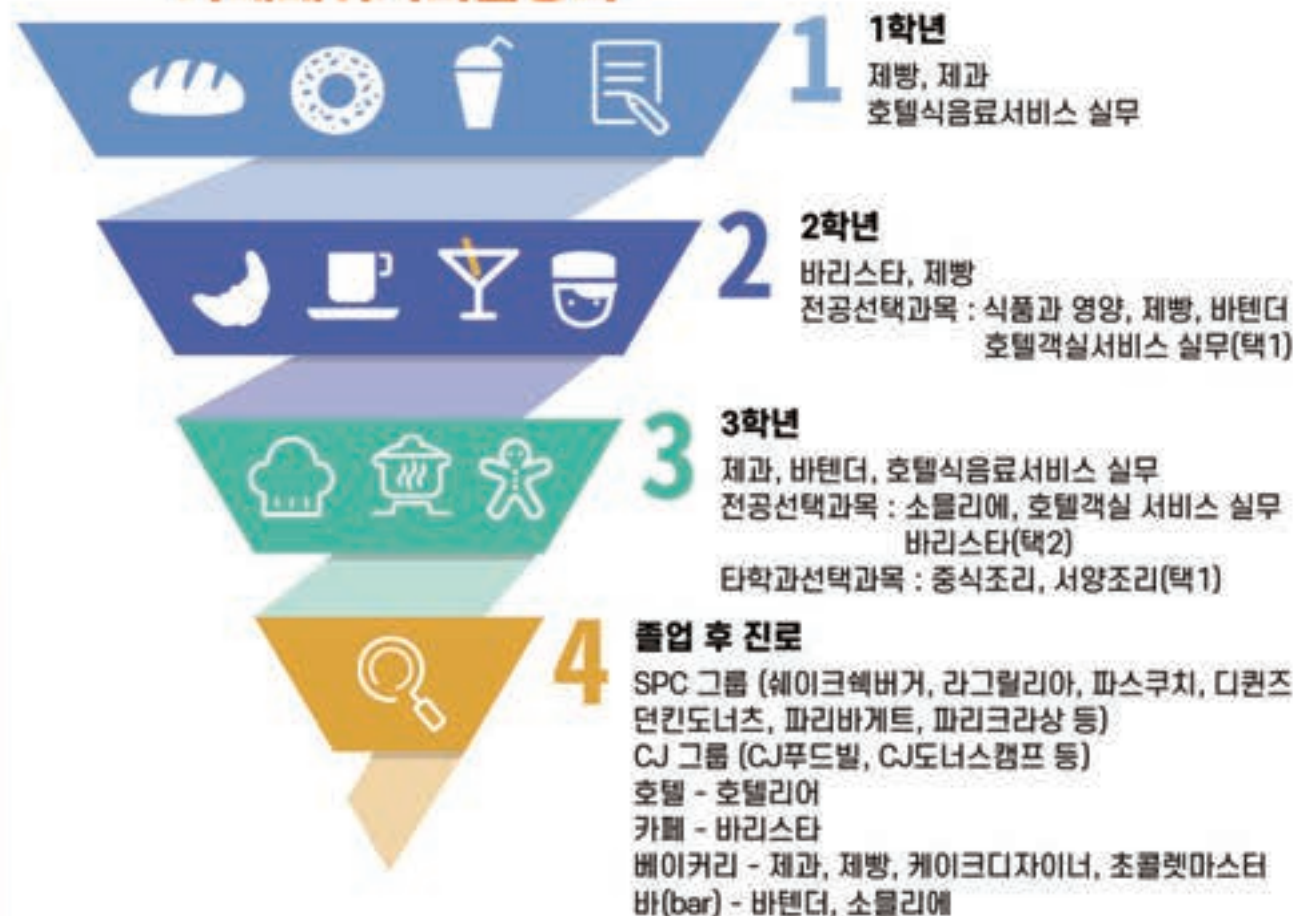 1
1학년
제빵, 제과
호텔식음료서비스 실무
2
2학년
바리스타, 제빵
전공선택과목 : 식품과 영양, 제빵, 바텐더
호텔객실서비스 실무(택1)
3
3학년
제과, 바텐더, 호텔식음료서비스 실무
전공선택과목 : 소믈리에, 호텔객실 서비스 실무
바리스타(택2)
타학과선택과목 : 중식조리, 서양조리(택1)
4
졸업 후 진로
SPC 그룹 (쉐이크쉑버거, 라그릴리아, 파스쿠치, 디퀸즈
던킨도너츠, 파리바게트, 파리크라상 등)
CJ 그룹 (CJ푸드빌, CJ도너스캠프 등)
호텔 - 호텔리어
카페 - 바리스타
베이커리 - 제과, 제빵, 케이크디자이너, 초콜렛마스터
바(bar) - 바텐더, 소믈리에